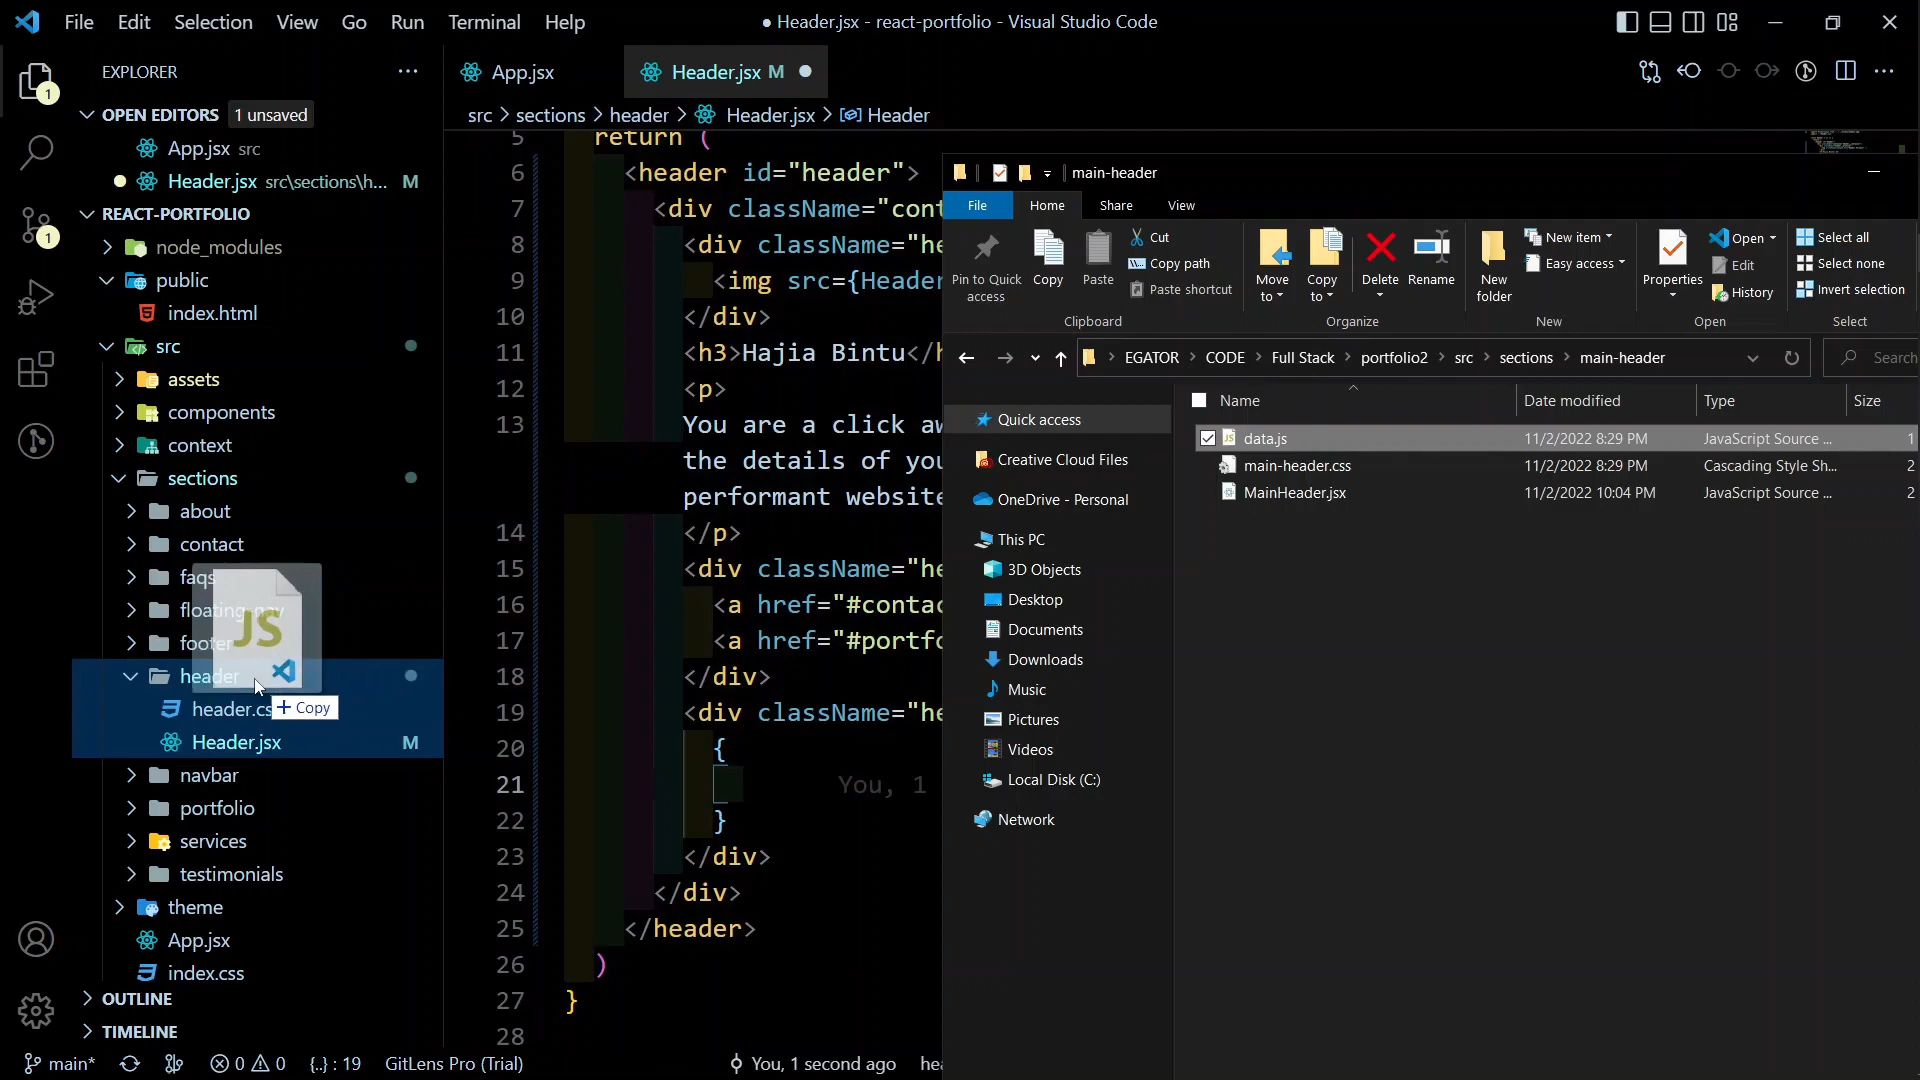 File Edit Selection View Go Run Terminal Help
● Header.jsx - react-portfolio - Visual Studio Code
EXPLORER
OPEN EDITORS 1 unsaved
App.jsx src
Header.jsx src\sections\h... M
REACT-PORTFOLIO
node_modules
public
index.html
src
assets
components
context
sections
about
contact
faqs
floating-nav
footer
header
header.cs
+ Copy
Header.jsx M
navbar
portfolio
services
testimonials
theme
App.jsx
index.css
OUTLINE
TIMELINE
1
1
JS
App.jsx
Header.jsx M
src > sections > header > Header.jsx > Header
5 return (
6 <header id="header">
7 <div className="cont
8 <div className="he
9 <img src={Header
10 </div>
11 <h3>Hajia Bintu</h
12 <p>
13 You are a click aw
the details of you
performant website
14 </p>
15 <div className="he
16 <a href="#contac
17 <a href="#portfo
18 </div>
19 <div className="he
20 {
21 You, 1
22 }
23 </div>
24 </div>
25 </header>
26 )
27 }
28
main-header
File Home Share View
Pin to Quick access
Copy
Paste
Cut
Copy path
Paste shortcut
Clipboard
Move to
Copy to
Delete
Rename
Organize
New folder
New item
Easy access
New
Properties
Open
Edit
History
Open
Select all
Select none
Invert selection
Select
EGATOR > CODE > Full Stack > portfolio2 > src > sections > main-header
Search
Name Date modified Type Size
data.js 11/2/2022 8:29 PM JavaScript Source ... 1
main-header.css 11/2/2022 8:29 PM Cascading Style Sh... 2
MainHeader.jsx 11/2/2022 10:04 PM JavaScript Source ... 2
Quick access
Creative Cloud Files
OneDrive - Personal
This PC
3D Objects
Desktop
Documents
Downloads
Music
Pictures
Videos
Local Disk (C:)
Network
main* 0 0 {..} : 19 GitLens Pro (Trial) You, 1 second ago hea